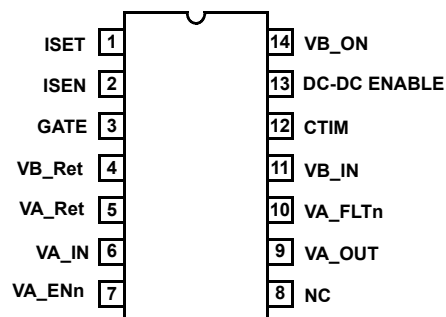 ISET 1 14 VB_ON
ISEN 2 13 DC-DC ENABLE
GATE 3 12 CTIM
VB_Ret 4 11 VB_IN
VA_Ret 5 10 VA_FLTn
VA_IN 6 9 VA_OUT
VA_ENn 7 8 NC